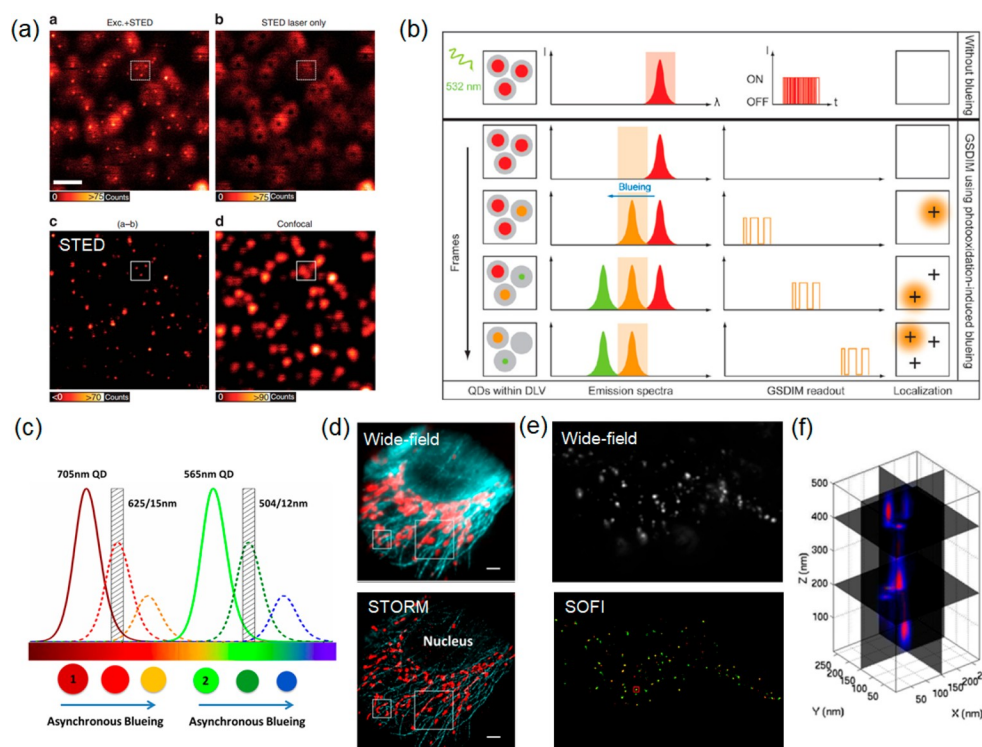 (a)
a
Exc.+STED
b
STED laser only
0 >75 Counts
0 >75 Counts
c
(a–b)
d
Confocal
STED
<0 >70 Counts
0 >90 Counts
(b)
532 nm
I
λ
I
ON
OFF
t
Without blueing
Blueing
Frames
GSDIM using photooxidation-induced blueing
QDs within DLV
Emission spectra
GSDIM readout
Localization
(c)
705nm QD
565nm QD
625/15nm
504/12nm
1
2
Asynchronous Blueing
Asynchronous Blueing
(d)
Wide-field
STORM
Nucleus
(e)
Wide-field
SOFI
(f)
500
400
300
200
100
Z (nm)
250
200
150
100
50
Y (nm)
50
100
150
200
X (nm)